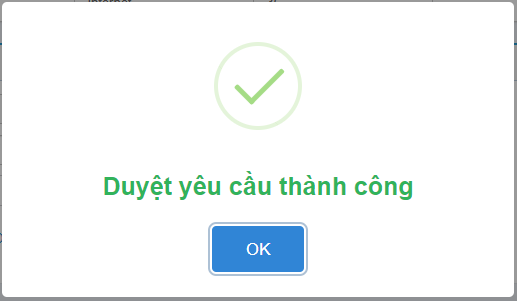 Duyệt yêu cầu thành công
OK